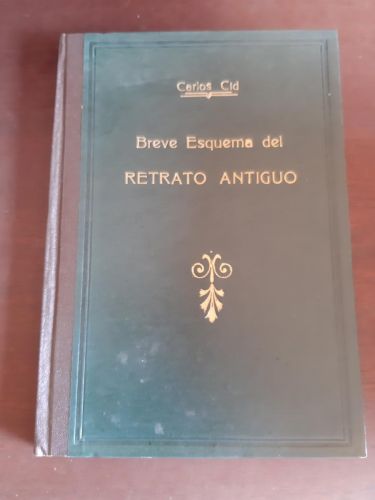 Carlos Cid
Breve Esquema del
RETRATO ANTIGUO